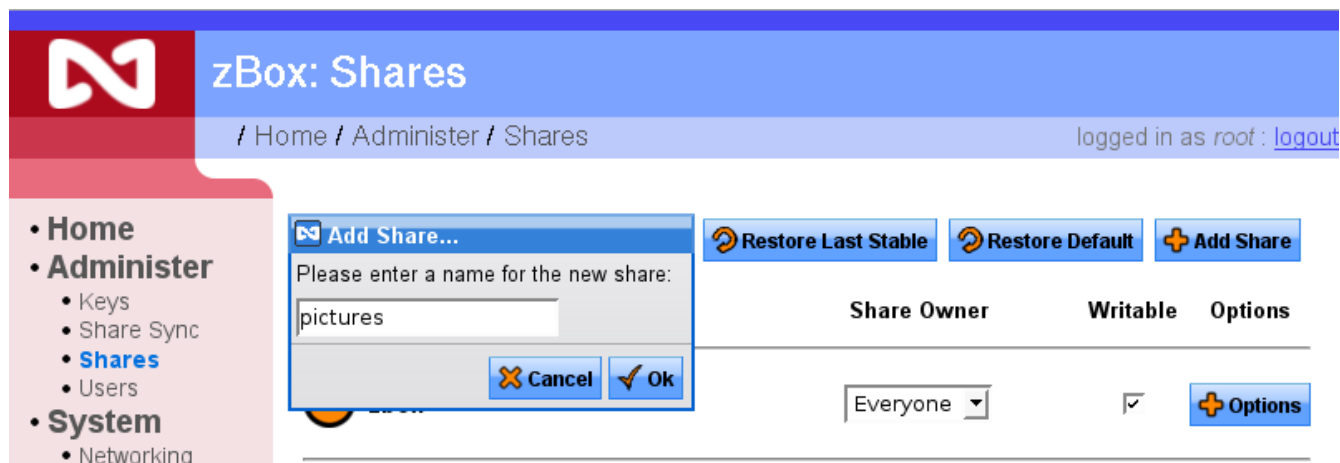 zBox: Shares
/ Home / Administer / Shares
logged in as root : logout
• Home
• Administer
• Keys
• Share Sync
• Shares
• Users
• System
• Networking
Add Share...
Please enter a name for the new share:
pictures
Cancel
Ok
Restore Last Stable
Restore Default
Add Share
Share Owner
Writable
Options
Everyone
Options